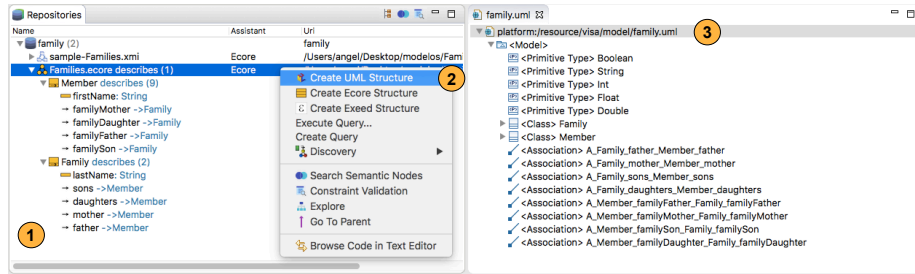 Repositories
Name Assistant Url
family (2) family
sample-Families.xmi Ecore /Users/angel/Desktop/modelos/Fam
Families.ecore describes (1) Ecore
Member describes (9)
firstName: String
familyMother ->Family
familyDaughter ->Family
familyFather ->Family
familySon ->Family
Family describes (2)
lastName: String
sons ->Member
daughters ->Member
mother ->Member
father ->Member
1
Create UML Structure
2
Create Ecore Structure
Create Exeed Structure
Execute Query...
Create Query
Discovery
Search Semantic Nodes
Constraint Validation
Explore
Go To Parent
Browse Code in Text Editor
family.uml
platform:/resource/visa/model/family.uml
3
<Model>
<Primitive Type> Boolean
<Primitive Type> String
<Primitive Type> Int
<Primitive Type> Float
<Primitive Type> Double
<Class> Family
<Class> Member
<Association> A_Family_father_Member_father
<Association> A_Family_mother_Member_mother
<Association> A_Family_sons_Member_sons
<Association> A_Family_daughters_Member_daughters
<Association> A_Member_familyFather_Family_familyFather
<Association> A_Member_familyMother_Family_familyMother
<Association> A_Member_familySon_Family_familySon
<Association> A_Member_familyDaughter_Family_familyDaughter